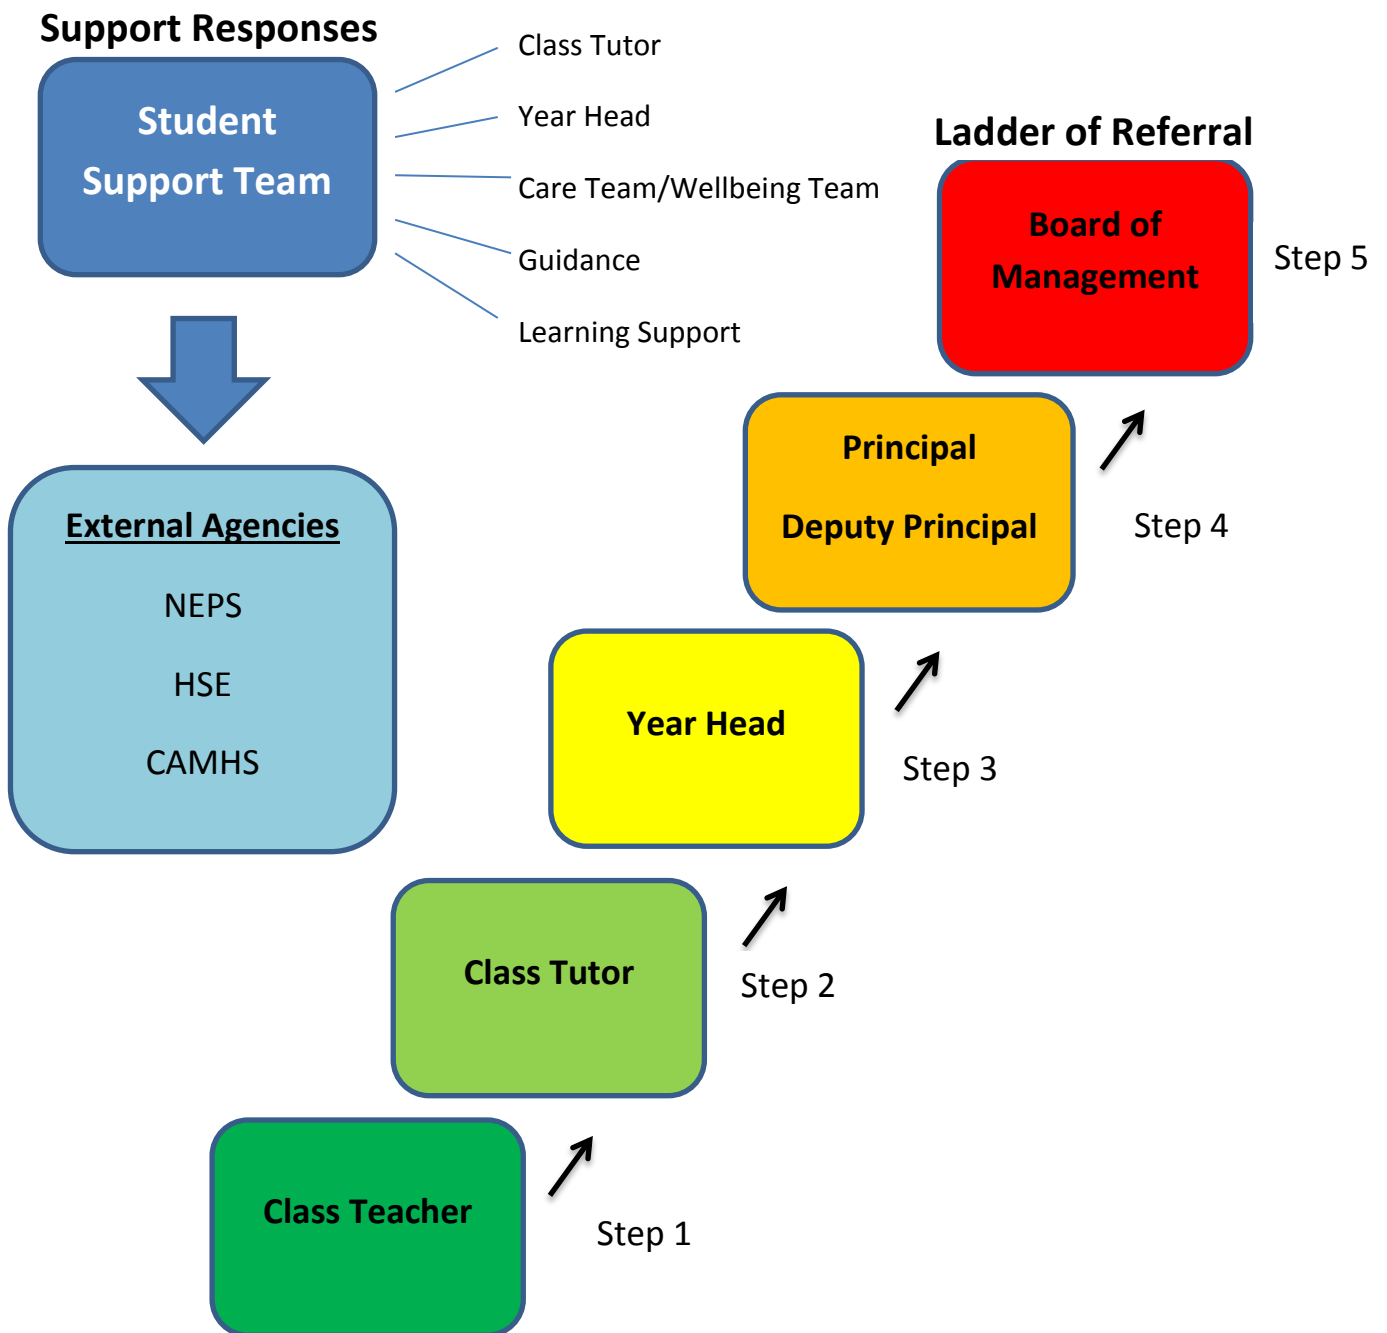 Support Responses
Student
Support Team
Class Tutor
Year Head
Care Team/Wellbeing Team
Guidance
Learning Support
External Agencies
NEPS
HSE
CAMHS
Ladder of Referral
Board of
Management
Step 5
Principal
Deputy Principal
Step 4
Year Head
Step 3
Class Tutor
Step 2
Class Teacher
Step 1